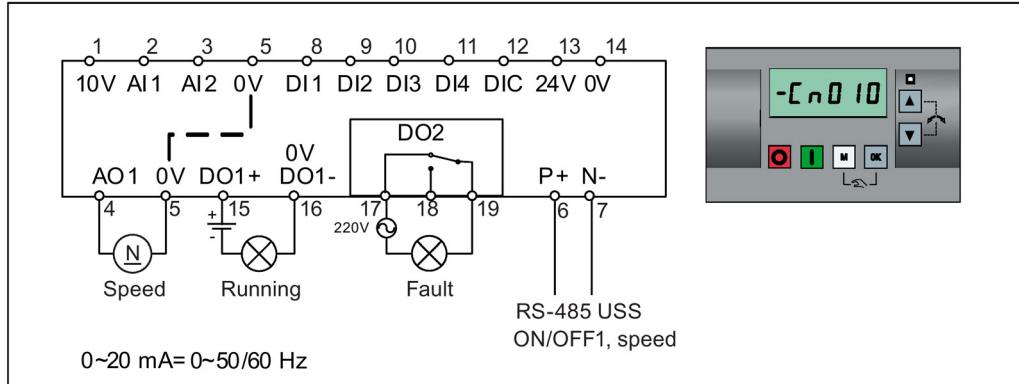 1 2 3 5 8 9 10 11 12 13 14
10V AI1 AI2 0V DI1 DI2 DI3 DI4 DIC 24V 0V
-Cn010
DO2
0V
AO1 0V DO1+ DO1- P+ N-
4 5 15 16 17 18 19 6 7
+
-
220V
N
M OK
Speed Running Fault
RS-485 USS
ON/OFF1, speed
0~20 mA= 0~50/60 Hz